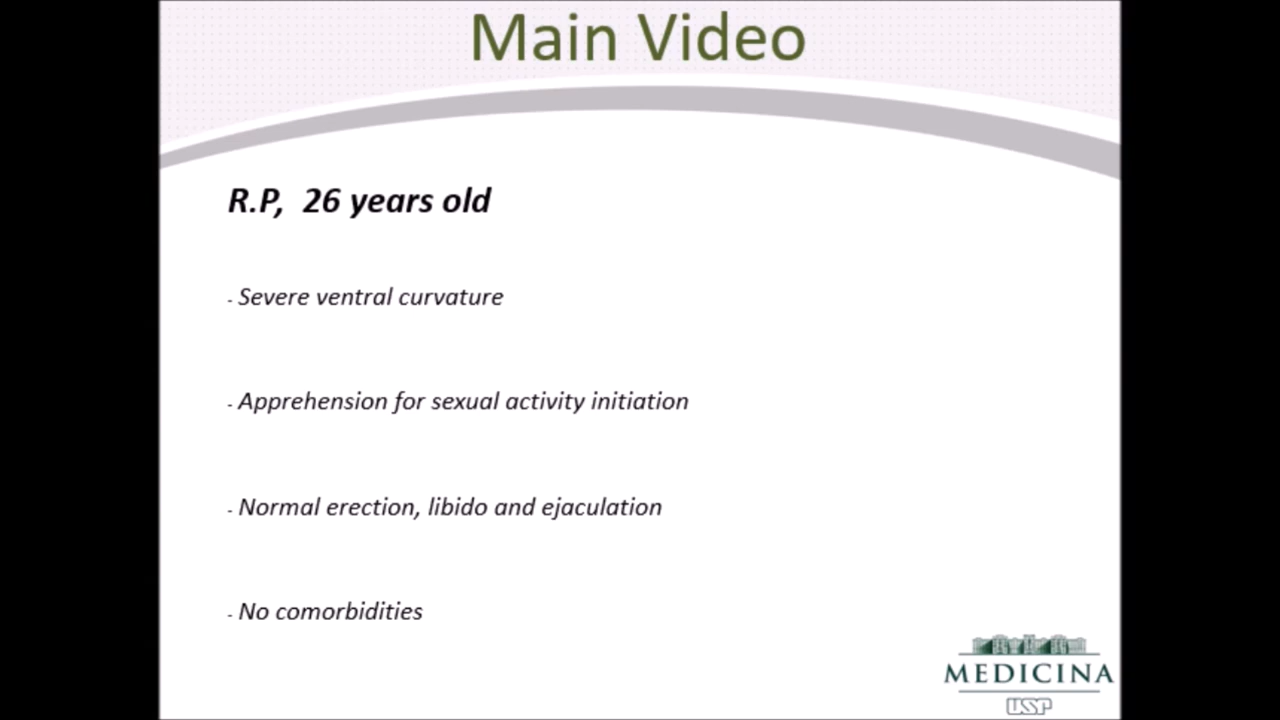 Main Video
R.P, 26 years old
- Severe ventral curvature
- Apprehension for sexual activity initiation
- Normal erection, libido and ejaculation
- No comorbidities
MEDICINA
USP